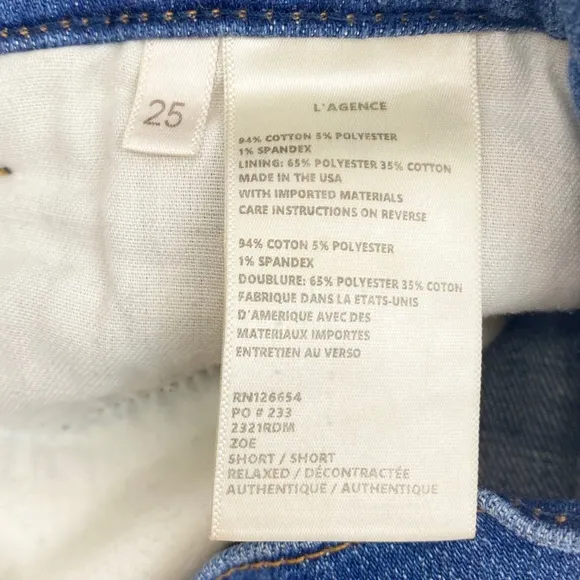 25
L'AGENCE
94% COTTON 5% POLYESTER
1% SPANDEX
LINING: 65% POLYESTER 35% COTTON
MADE IN THE USA
WITH IMPORTED MATERIALS
CARE INSTRUCTIONS ON REVERSE
94% COTON 5% POLYESTER
1% SPANDEX
DOUBLURE: 65% POLYESTER 35% COTON
FABRIQUE DANS LA ETATS-UNIS
D'AMERIQUE AVEC DES
MATERIAUX IMPORTES
ENTRETIEN AU VERSO
RN126654
PO # 233
2321RDM
ZOE
SHORT / SHORT
RELAXED / DÉCONTRACTÉE
AUTHENTIQUE / AUTHENTIQUE